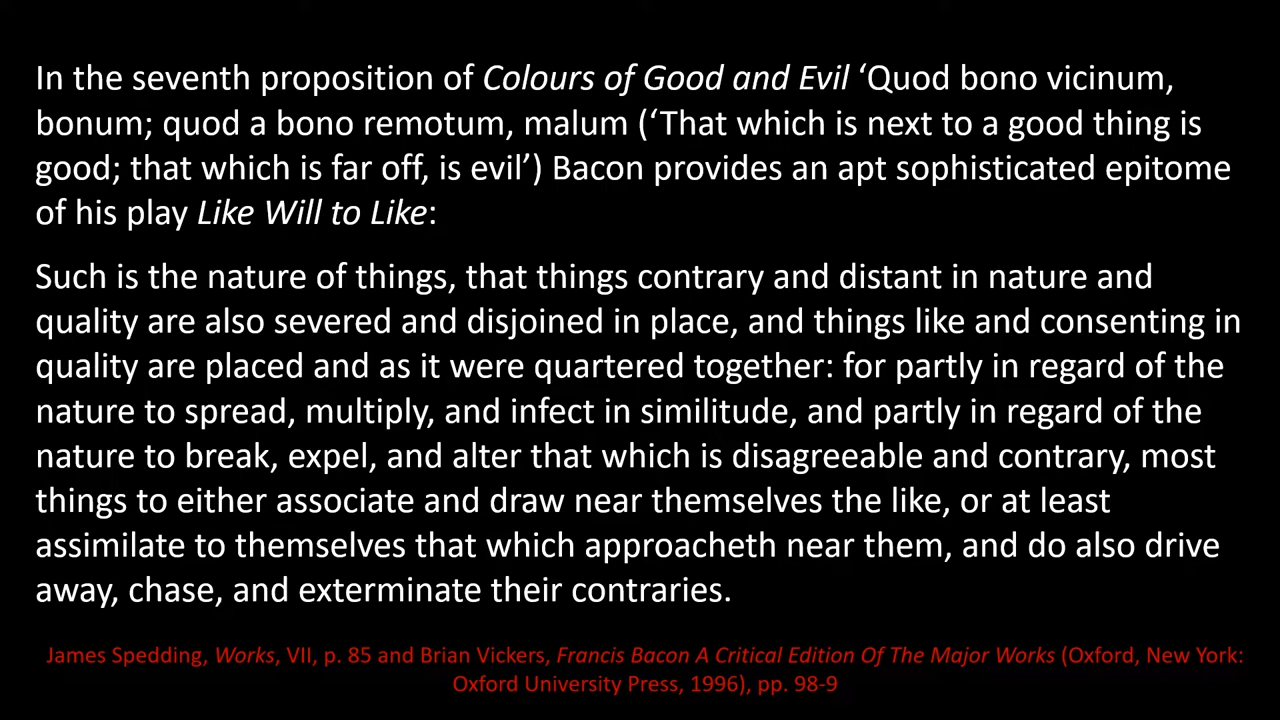 In the seventh proposition of Colours of Good and Evil ‘Quod bono vicinum,
bonum; quod a bono remotum, malum (‘That which is next to a good thing is
good; that which is far off, is evil’) Bacon provides an apt sophisticated epitome
of his play Like Will to Like:
Such is the nature of things, that things contrary and distant in nature and
quality are also severed and disjoined in place, and things like and consenting in
quality are placed and as it were quartered together: for partly in regard of the
nature to spread, multiply, and infect in similitude, and partly in regard of the
nature to break, expel, and alter that which is disagreeable and contrary, most
things to either associate and draw near themselves the like, or at least
assimilate to themselves that which approacheth near them, and do also drive
away, chase, and exterminate their contraries.
James Spedding, Works, VII, p. 85 and Brian Vickers, Francis Bacon A Critical Edition Of The Major Works (Oxford, New York:
Oxford University Press, 1996), pp. 98-9